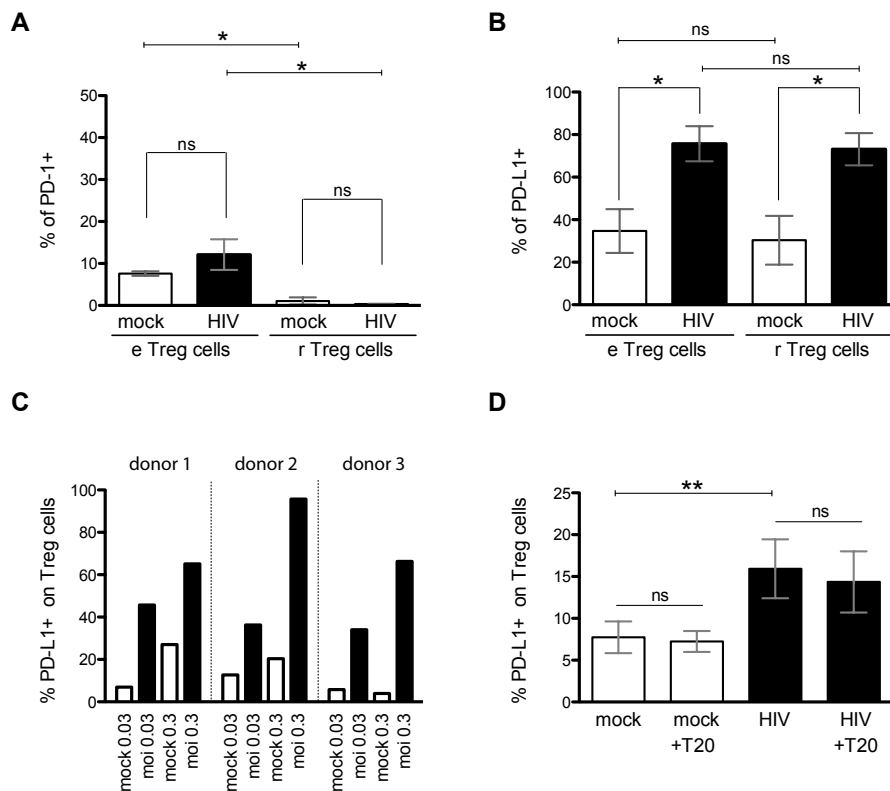 A
*
*
50
40
30
20
10
0
% of PD-1+
ns
ns
mock
HIV
mock
HIV
e Treg cells
r Treg cells
B
ns
ns
*
*
100
80
60
40
20
0
% of PD-L1+
mock
HIV
mock
HIV
e Treg cells
r Treg cells
C
donor 1
donor 2
donor 3
100
80
60
40
20
0
% PD-L1+ on Treg cells
mock 0.03
moi 0.03
mock 0.3
moi 0.3
mock 0.03
moi 0.03
mock 0.3
moi 0.3
mock 0.03
moi 0.03
mock 0.3
moi 0.3
D
**
ns
ns
25
20
15
10
5
0
% PD-L1+ on Treg cells
mock
mock
+T20
HIV
HIV
+T20